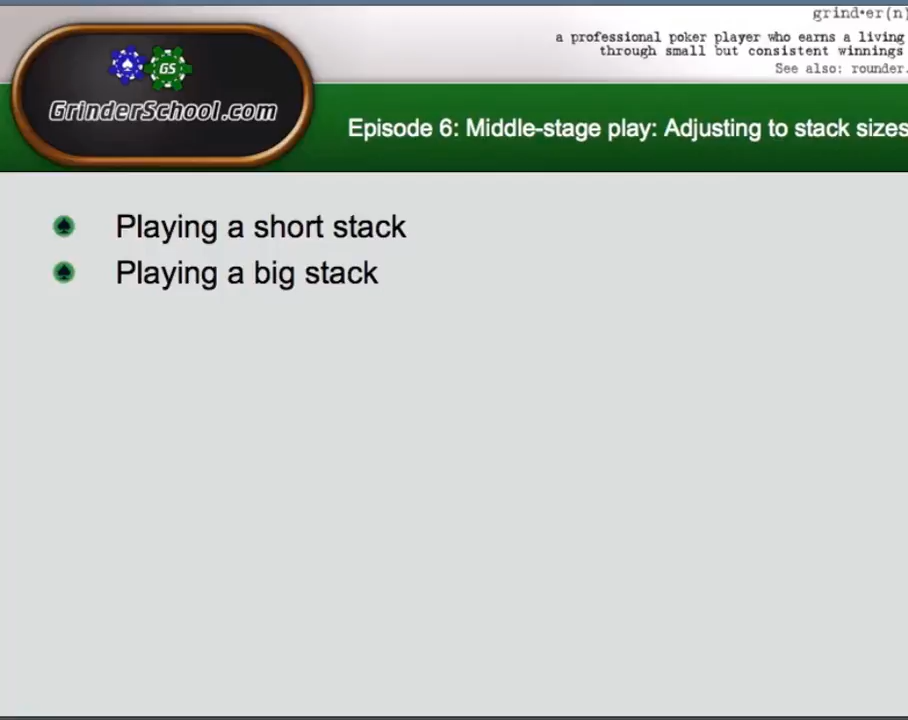 grind•er(n)
a professional poker player who earns a living
through small but consistent winnings
See also: rounder.
GS
GrinderSchool.com
Episode 6: Middle-stage play: Adjusting to stack sizes
Playing a short stack
Playing a big stack